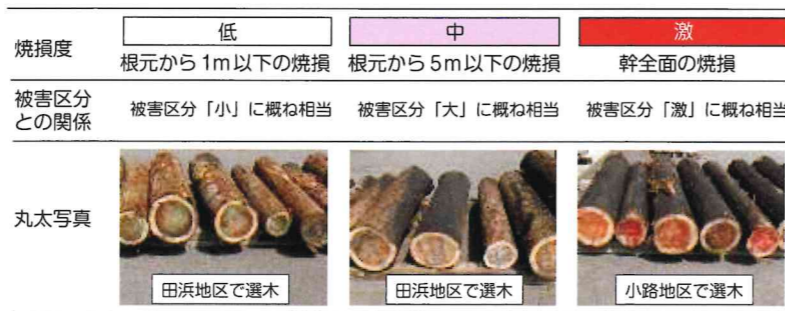 焼損度
低
中
激
根元から1m以下の焼損
根元から5m以下の焼損
幹全面の焼損
被害区分
との関係
被害区分「小」に概ね相当
被害区分「大」に概ね相当
被害区分「激」に概ね相当
丸太写真
田浜地区で選木
田浜地区で選木
小路地区で選木